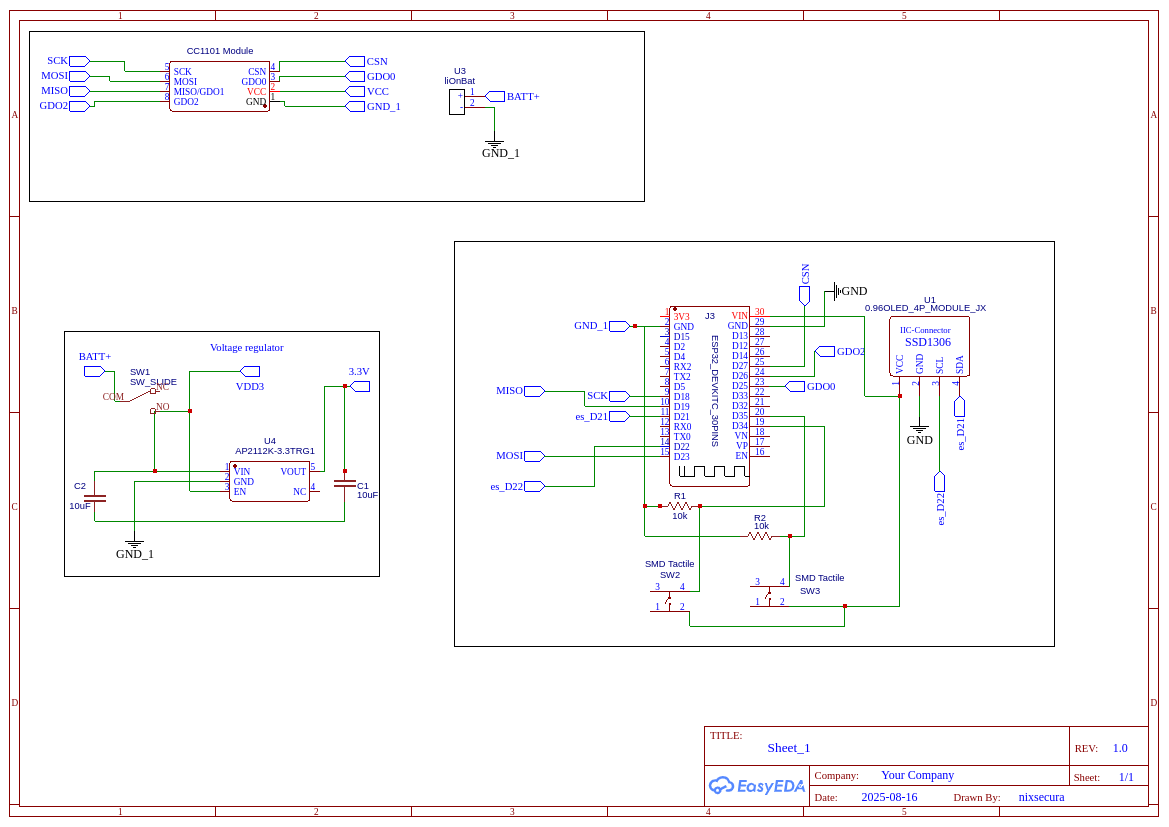 1 2 3 4 5
A A
B B
C C
D D
CC1101 Module
SCK 5 SCK CSN 4 CSN
MOSI 6 MOSI GDO0 3 GDO0
MISO 7 MISO/GDO1 VCC 2 VCC
GDO2 8 GDO2 GND 1 GND_1
U3
liOnBat
+ 1 BATT+
- 2
GND_1
Voltage regulator
BATT+
SW1
SW_SLIDE
COM NC
NO
VDD3
3.3V
U4
AP2112K-3.3TRG1
1 VIN VOUT 5
2 GND
3 EN NC 4
C2
10uF
C1
10uF
GND_1
CSN
GND
GND_1
J3
ESP32_DEVKITC_30PINS
1 3V3 VIN 30
2 GND GND 29
3 D15 D13 28
4 D2 D12 27
5 D4 D14 26
6 RX2 D27 25
7 TX2 D26 24
8 D5 D25 23
9 D18 D33 22
10 D19 D32 21
11 D21 D35 20
12 RX0 D34 19
13 TX0 VN 18
14 D22 VP 17
15 D23 EN 16
MISO
SCK
es_D21
MOSI
es_D22
GDO2
GDO0
U1
0.96OLED_4P_MODULE_JX
IIC-Connector
SSD1306
VCC GND SCL SDA
1 2 3 4
GND
es_D21
es_D22
R1
10k
R2
10k
SMD Tactile
SW2
3 4
1 2
SMD Tactile
SW3
3 4
1 2
TITLE:
Sheet_1
REV: 1.0
EasyEDA
Company: Your Company
Sheet: 1/1
Date: 2025-08-16 Drawn By: nixsecura
1 2 3 4 5